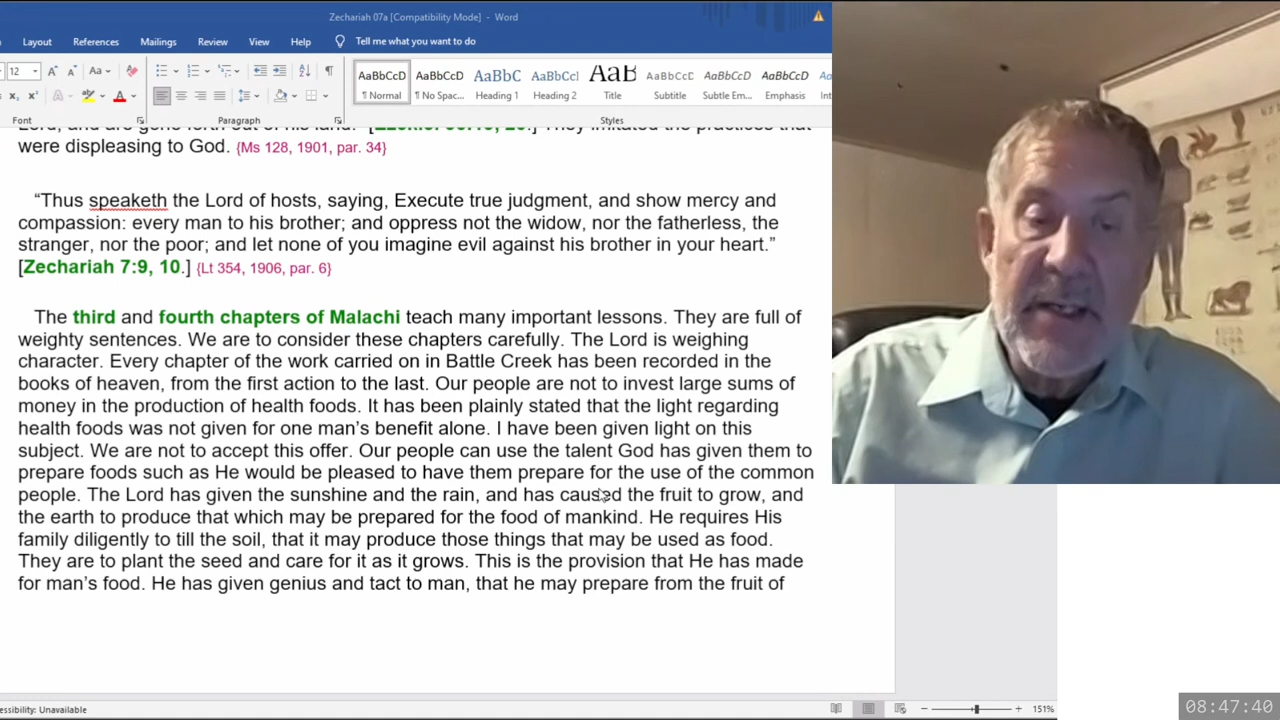 Zechariah 07a [Compatibility Mode] - Word
Layout References Mailings Review View Help Tell me what you want to do
12 Aa
AaBbCcD AaBbCcD AaBbC AaBbCcI AaB AaBbCcD AaBbCcD AaBbCcD
¶ Normal ¶ No Spac... Heading 1 Heading 2 Title Subtitle Subtle Em... Emphasis
Font Paragraph Styles
were displeasing to God. {Ms 128, 1901, par. 34}
“Thus speaketh the Lord of hosts, saying, Execute true judgment, and show mercy and
compassion: every man to his brother; and oppress not the widow, nor the fatherless, the
stranger, nor the poor; and let none of you imagine evil against his brother in your heart.”
[Zechariah 7:9, 10.] {Lt 354, 1906, par. 6}
The third and fourth chapters of Malachi teach many important lessons. They are full of
weighty sentences. We are to consider these chapters carefully. The Lord is weighing
character. Every chapter of the work carried on in Battle Creek has been recorded in the
books of heaven, from the first action to the last. Our people are not to invest large sums of
money in the production of health foods. It has been plainly stated that the light regarding
health foods was not given for one man’s benefit alone. I have been given light on this
subject. We are not to accept this offer. Our people can use the talent God has given them to
prepare foods such as He would be pleased to have them prepare for the use of the common
people. The Lord has given the sunshine and the rain, and has caused the fruit to grow, and
the earth to produce that which may be prepared for the food of mankind. He requires His
family diligently to till the soil, that it may produce those things that may be used as food.
They are to plant the seed and care for it as it grows. This is the provision that He has made
for man’s food. He has given genius and tact to man, that he may prepare from the fruit of
ssibility: Unavailable
151%
08:47:40